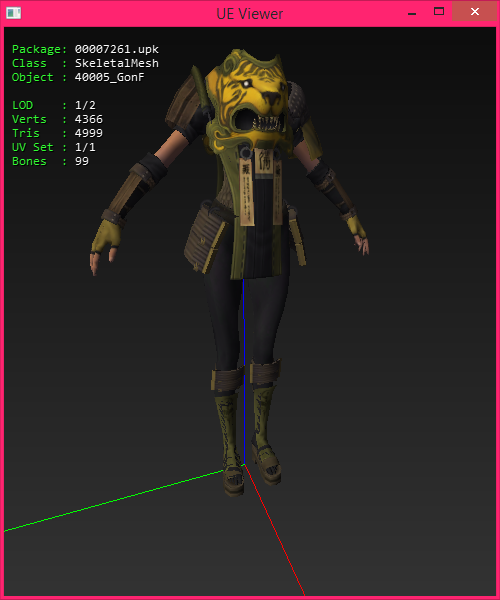 UE Viewer
Package: 00007261.upk
Class : SkeletalMesh
Object : 40005_GonF
LOD : 1/2
Verts : 4366
Tris : 4999
UV Set : 1/1
Bones : 99